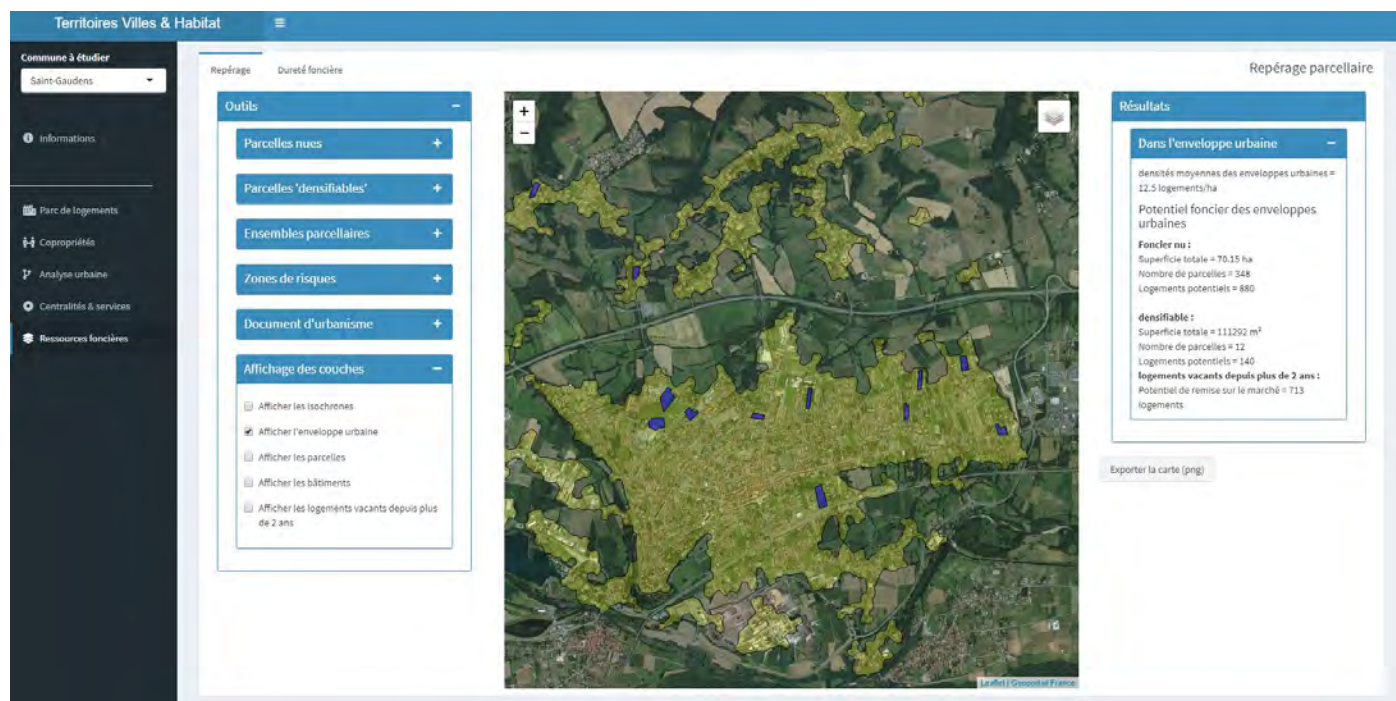 Territoires Villes & Habitat
Commune à étudier
Saint-Gaudens
Informations
Parc de logements
Copropriétés
Analyse urbaine
Centralités & services
Ressources foncières
Repérage
Dureté foncière
Repérage parcellaire
Outils
Parcelles nues
Parcelles 'densifiables'
Ensembles parcellaires
Zones de risques
Document d'urbanisme
Affichage des couches
Afficher les isochrones
Afficher l'enveloppe urbaine
Afficher les parcelles
Afficher les bâtiments
Afficher les logements vacants depuis plus
de 2 ans
+
−
Leaflet | Geoportail France
Résultats
Dans l'enveloppe urbaine
densités moyennes des enveloppes urbaines =
12.5 logements/ha
Potentiel foncier des enveloppes
urbaines
Foncier nu :
Superficie totale = 70.15 ha
Nombre de parcelles = 348
Logements potentiels = 880
densifiable :
Superficie totale = 111292 m²
Nombre de parcelles = 12
Logements potentiels = 140
logements vacants depuis plus de 2 ans :
Potentiel de remise sur le marché = 713
logements
Exporter la carte (png)